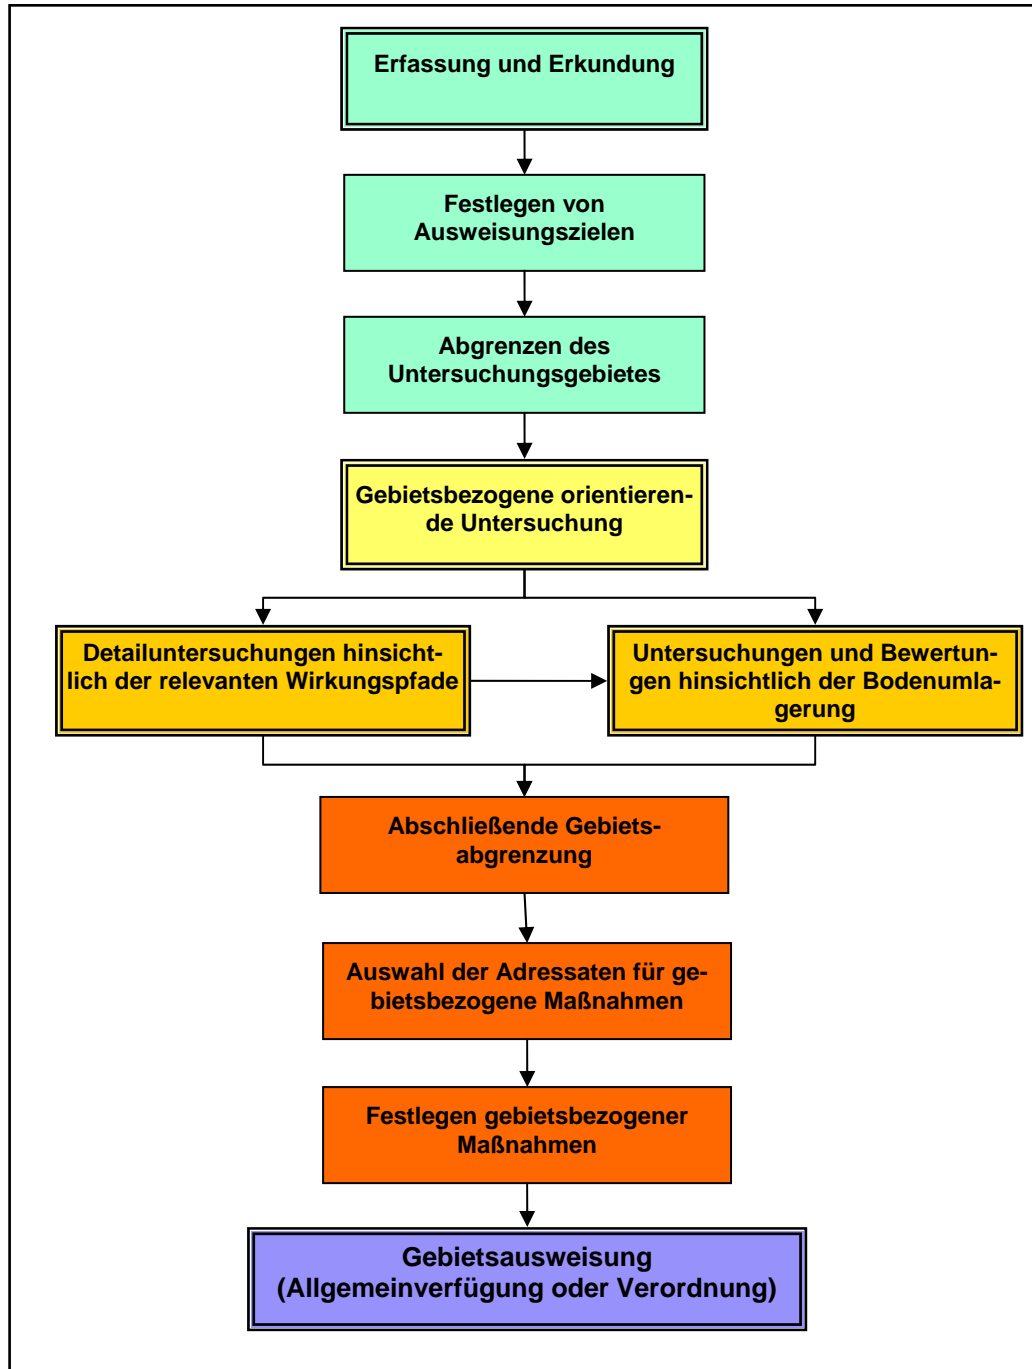 Erfassung und Erkundung
Festlegen von
Ausweisungszielen
Abgrenzen des
Untersuchungsgebietes
Gebietsbezogene orientieren-
de Untersuchung
Detailuntersuchungen hinsicht-
lich der relevanten Wirkungspfade
Untersuchungen und Bewertun-
gen hinsichtlich der Bodenumla-
gerung
Abschließende Gebiets-
abgrenzung
Auswahl der Adressaten für ge-
bietsbezogene Maßnahmen
Festlegen gebietsbezogener
Maßnahmen
Gebietsausweisung
(Allgemeinverfügung oder Verordnung)